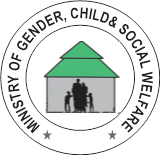 MINISTRY OF GENDER, CHILD& SOCIAL WELFARE